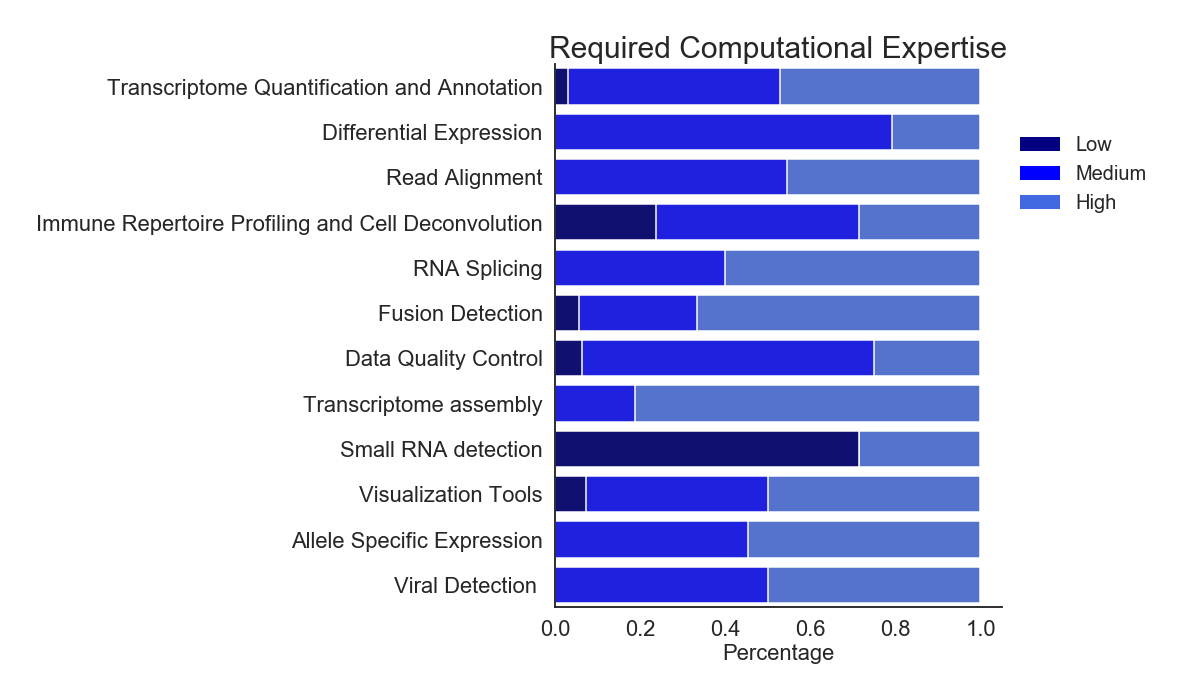 Required Computational Expertise
Transcriptome Quantification and Annotation
Differential Expression
Read Alignment
Immune Repertoire Profiling and Cell Deconvolution
RNA Splicing
Fusion Detection
Data Quality Control
Transcriptome assembly
Small RNA detection
Visualization Tools
Allele Specific Expression
Viral Detection
0.0 0.2 0.4 0.6 0.8 1.0
Percentage
Low
Medium
High